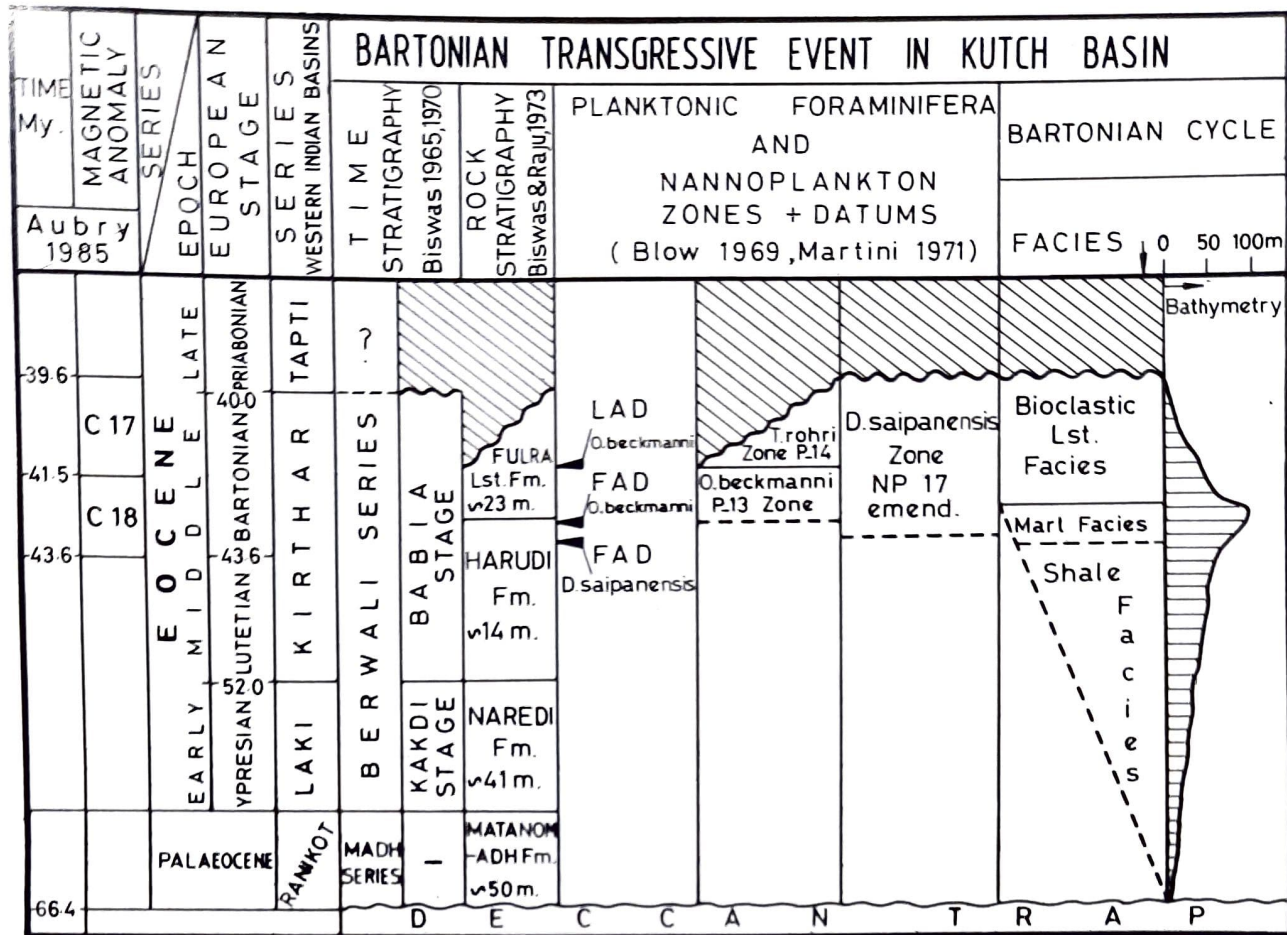 BARTONIAN TRANSGRESSIVE EVENT IN KUTCH BASIN
TIME
My.
MAGNETIC
ANOMALY
Aubry
1985
SERIES
EPOCH
EUROPEAN
STAGE
SERIES
WESTERN INDIAN BASINS
TIME
STRATIGRAPHY
Biswas 1965,1970
ROCK
STRATIGRAPHY
Biswas&Raju,1973
PLANKTONIC FORAMINIFERA
AND
NANNOPLANKTON
ZONES + DATUMS
( Blow 1969 ,Martini 1971)
BARTONIAN CYCLE
FACIES
0 50 100m
Bathymetry
39.6
41.5
43.6
66.4
C 17
C 18
EOCENE
LATE
MIDDLE
EARLY
PALAEOCENE
PRIABONIAN
40.0
BARTONIAN
43.6
LUTETIAN
52.0
YPRESIAN
TAPTI
KIRTHAR
LAKI
RANIKOT
?
BERWALI SERIES
MADH
SERIES
BABIA
STAGE
KAKDI
STAGE
–
FULRA
Lst. Fm.
~23 m.
HARUDI
Fm.
~14 m.
NAREDI
Fm.
~41 m.
MATANOM
-ADH Fm.
~50 m.
LAD
O.beckmanni
FAD
O.beckmanni
FAD
D.saipanensis
T.rohri
Zone P-14
O.beckmanni
P-13 Zone
D.saipanensis
Zone
NP 17
emend.
Bioclastic
Lst.
Facies
Marl Facies
Shale
Facies
DECCAN TRAP